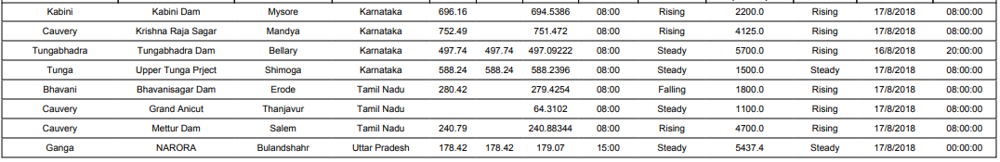 Kabini Kabini Dam Mysore Karnataka 696.16 694.5386 08:00 Rising 2200.0 Rising 17/8/2018 08:00:00
Cauvery Krishna Raja Sagar Mandya Karnataka 752.49 751.472 08:00 Rising 4125.0 Rising 17/8/2018 08:00:00
Tungabhadra Tungabhadra Dam Bellary Karnataka 497.74 497.74 497.09222 08:00 Steady 5700.0 Rising 16/8/2018 20:00:00
Tunga Upper Tunga Prject Shimoga Karnataka 588.24 588.24 588.2396 08:00 Steady 1500.0 Steady 17/8/2018 08:00:00
Bhavani Bhavanisagar Dam Erode Tamil Nadu 280.42 279.4254 08:00 Falling 1800.0 Rising 17/8/2018 08:00:00
Cauvery Grand Anicut Thanjavur Tamil Nadu 64.3102 08:00 Steady 1100.0 Rising 17/8/2018 08:00:00
Cauvery Mettur Dam Salem Tamil Nadu 240.79 240.88344 08:00 Rising 4700.0 Rising 17/8/2018 08:00:00
Ganga NARORA Bulandshahr Uttar Pradesh 178.42 178.42 179.07 15:00 Steady 5437.4 Steady 17/8/2018 00:00:00